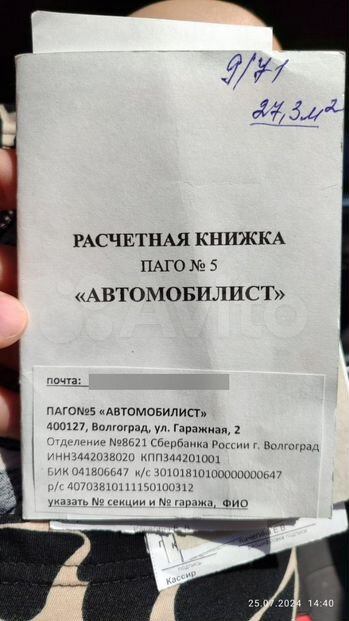 9/71
27,3м2
РАСЧЕТНАЯ КНИЖКА
ПАГО № 5
«АВТОМОБИЛИСТ»
Avito
почта:
ПАГО№5 «АВТОМОБИЛИСТ»
400127, Волгоград, ул. Гаражная, 2
Отделение №8621 Сбербанка России г. Волгоград
ИНН3442038020 КПП344201001
БИК 041806647 к/с 30101810100000000647
р/с 40703810111150100312
указать № секции и № гаража, ФИО
Кассир
25.07.2024 14:40